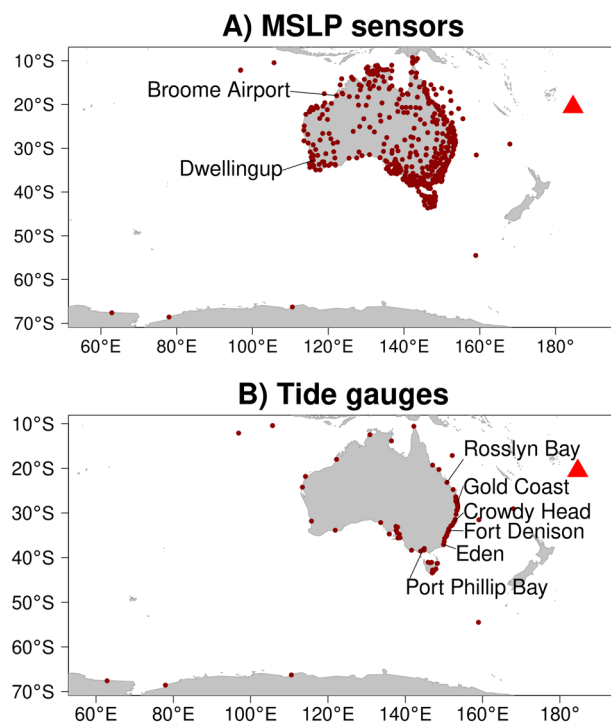 A) MSLP sensors
10°S
20°S
30°S
40°S
50°S
60°S
70°S
Broome Airport
Dwellingup
60°E
80°E
100°E
120°E
140°E
160°E
180°
B) Tide gauges
10°S
20°S
30°S
40°S
50°S
60°S
70°S
Rosslyn Bay
Gold Coast
Crowdy Head
Fort Denison
Eden
Port Phillip Bay
60°E
80°E
100°E
120°E
140°E
160°E
180°